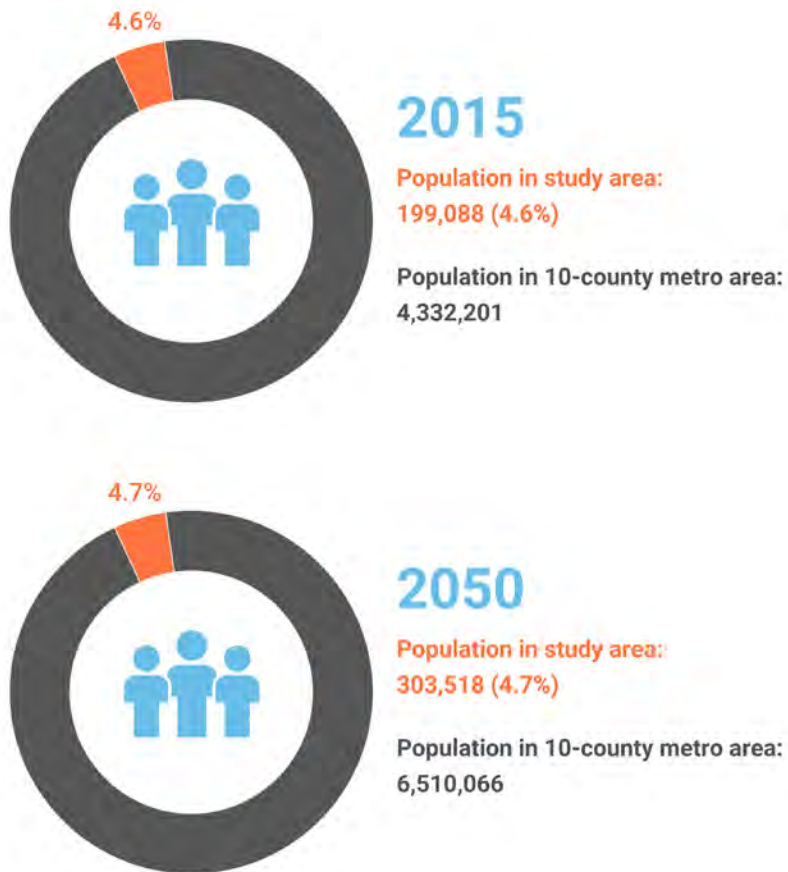 4.6%
2015
Population in study area:
199,088 (4.6%)
Population in 10-county metro area:
4,332,201
4.7%
2050
Population in study area:
303,518 (4.7%)
Population in 10-county metro area:
6,510,066